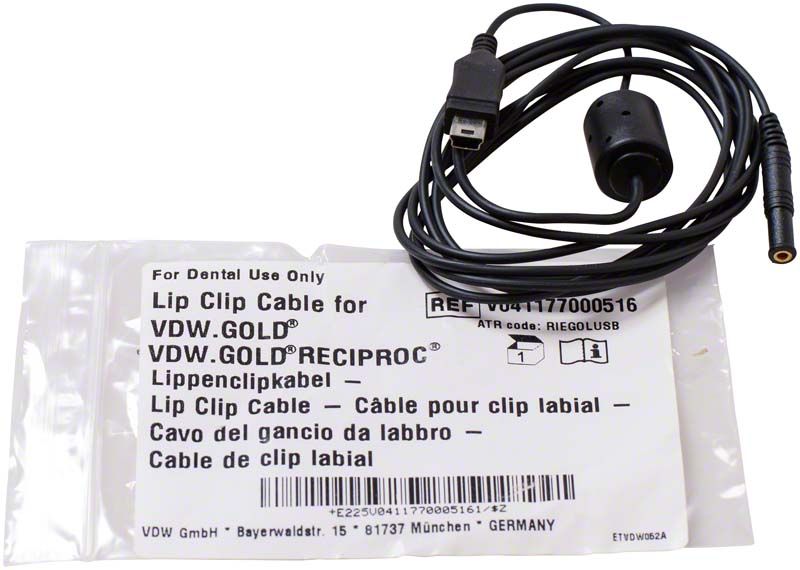 For Dental Use Only
Lip Clip Cable for
VDW.GOLD®
VDW.GOLD®RECIPROC®
REF V041177000516
ATR code: RIEGOLUSB
1
i
Lippenclipkabel –
Lip Clip Cable – Câble pour clip labial –
Cavo del gancio da labbro –
Cable de clip labial
+E225V0411770005161/$Z
VDW GmbH * Bayerwaldstr. 15 * 81737 München * GERMANY
ETVDW052A